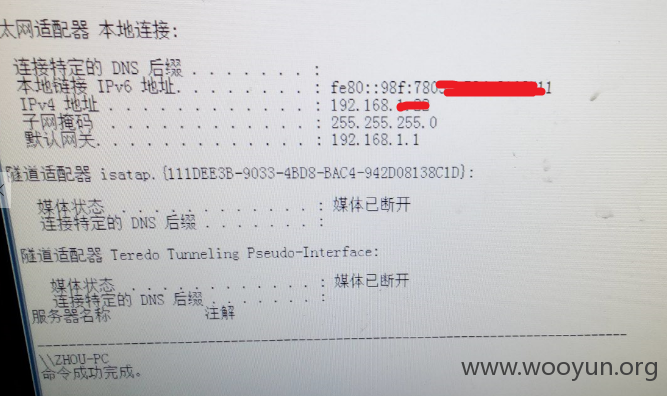 太网适配器 本地连接:
连接特定的 DNS 后缀 . . . . . . . :
本地链接 IPv6 地址. . . . . . . . : fe80::98f:780 11
IPv4 地址 . . . . . . . . . . . . : 192.168.
子网掩码 . . . . . . . . . . . . : 255.255.255.0
默认网关. . . . . . . . . . . . . : 192.168.1.1
隧道适配器 isatap.{111DEE3B-9033-4BD8-BAC4-942D08138C1D}:
媒体状态 . . . . . . . . . . . . : 媒体已断开
连接特定的 DNS 后缀 . . . . . . . :
隧道适配器 Teredo Tunneling Pseudo-Interface:
媒体状态 . . . . . . . . . . . . : 媒体已断开
连接特定的 DNS 后缀 . . . . . . . :
服务器名称 注解
-------------------------------------------------------------------------------
\\ZHOU-PC
命令成功完成。
www.wooyun.org